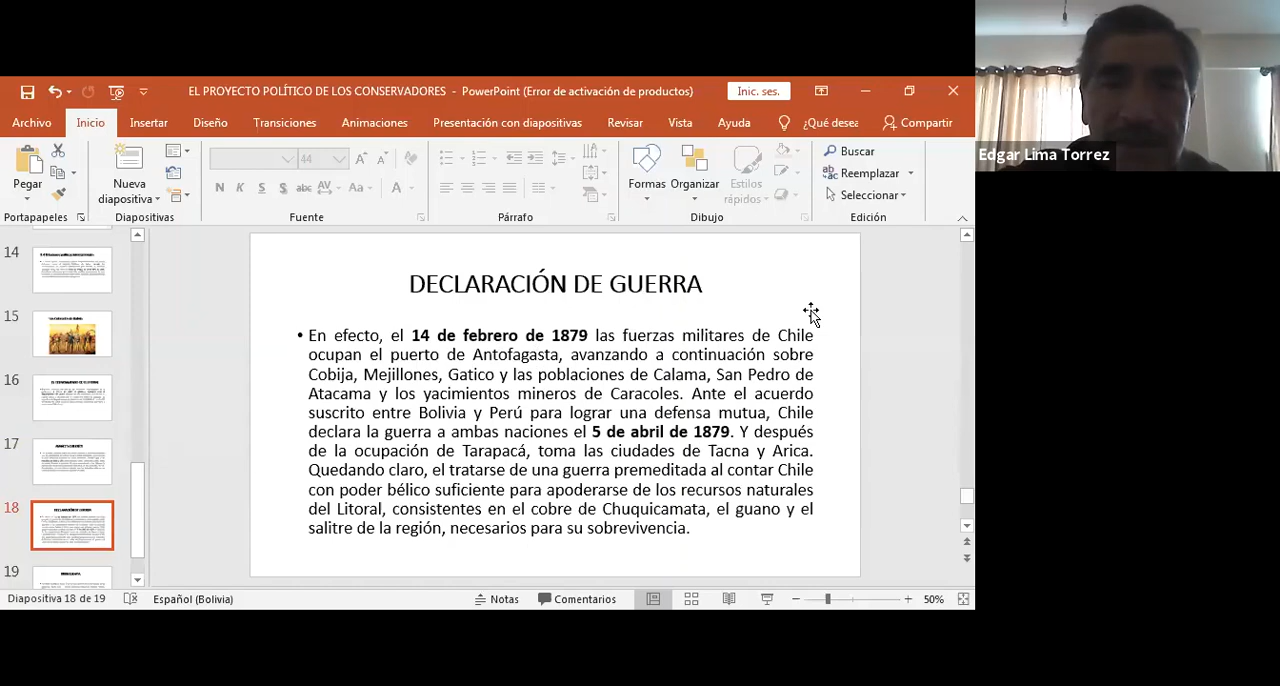 EL PROYECTO POLÍTICO DE LOS CONSERVADORES - PowerPoint (Error de activación de productos)
Inic. ses.
Archivo Inicio Insertar Diseño Transiciones Animaciones Presentación con diapositivas Revisar Vista Ayuda ¿Qué desea Compartir
Pegar
Nueva
diapositiva
44
N K S S abc AV Aa A
Formas Organizar Estilos
rápidos
Buscar
Reemplazar
Seleccionar
Portapapeles Diapositivas Fuente Párrafo Dibujo Edición
14
15
16
17
18
19
DECLARACIÓN DE GUERRA
• En efecto, el 14 de febrero de 1879 las fuerzas militares de Chile
ocupan el puerto de Antofagasta, avanzando a continuación sobre
Cobija, Mejillones, Gatico y las poblaciones de Calama, San Pedro de
Atacama y los yacimientos mineros de Caracoles. Ante el acuerdo
suscrito entre Bolivia y Perú para lograr una defensa mutua, Chile
declara la guerra a ambas naciones el 5 de abril de 1879. Y después
de la ocupación de Tarapacá, toma las ciudades de Tacna y Arica.
Quedando claro, el tratarse de una guerra premeditada al contar Chile
con poder bélico suficiente para apoderarse de los recursos naturales
del Litoral, consistentes en el cobre de Chuquicamata, el guano y el
salitre de la región, necesarios para su sobrevivencia.
Diapositiva 18 de 19 Español (Bolivia) Notas Comentarios 50%
Edgar Lima Torrez